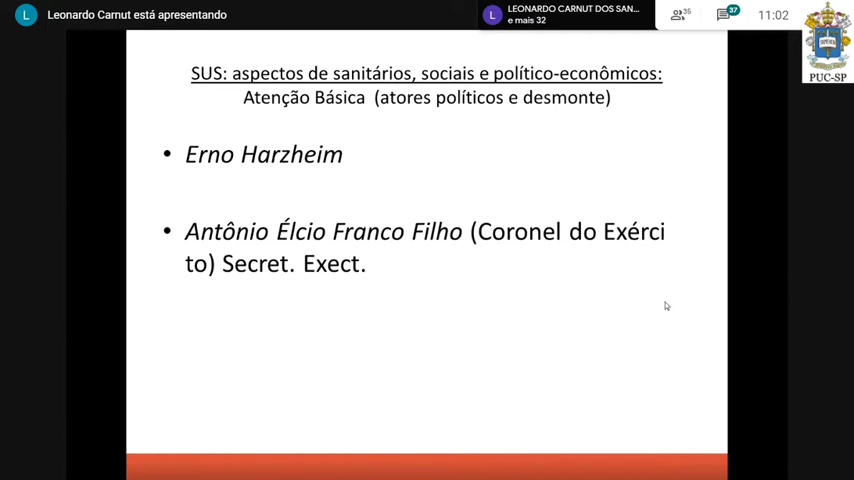 Leonardo Carnut está apresentando
LEONARDO CARNUT DOS SAN...
e mais 32
35
37
11:02
PUC-SP
SUS: aspectos de sanitários, sociais e político-econômicos:
Atenção Básica (atores políticos e desmonte)
• Erno Harzheim
• Antônio Élcio Franco Filho (Coronel do Exérci
to) Secret. Exect.